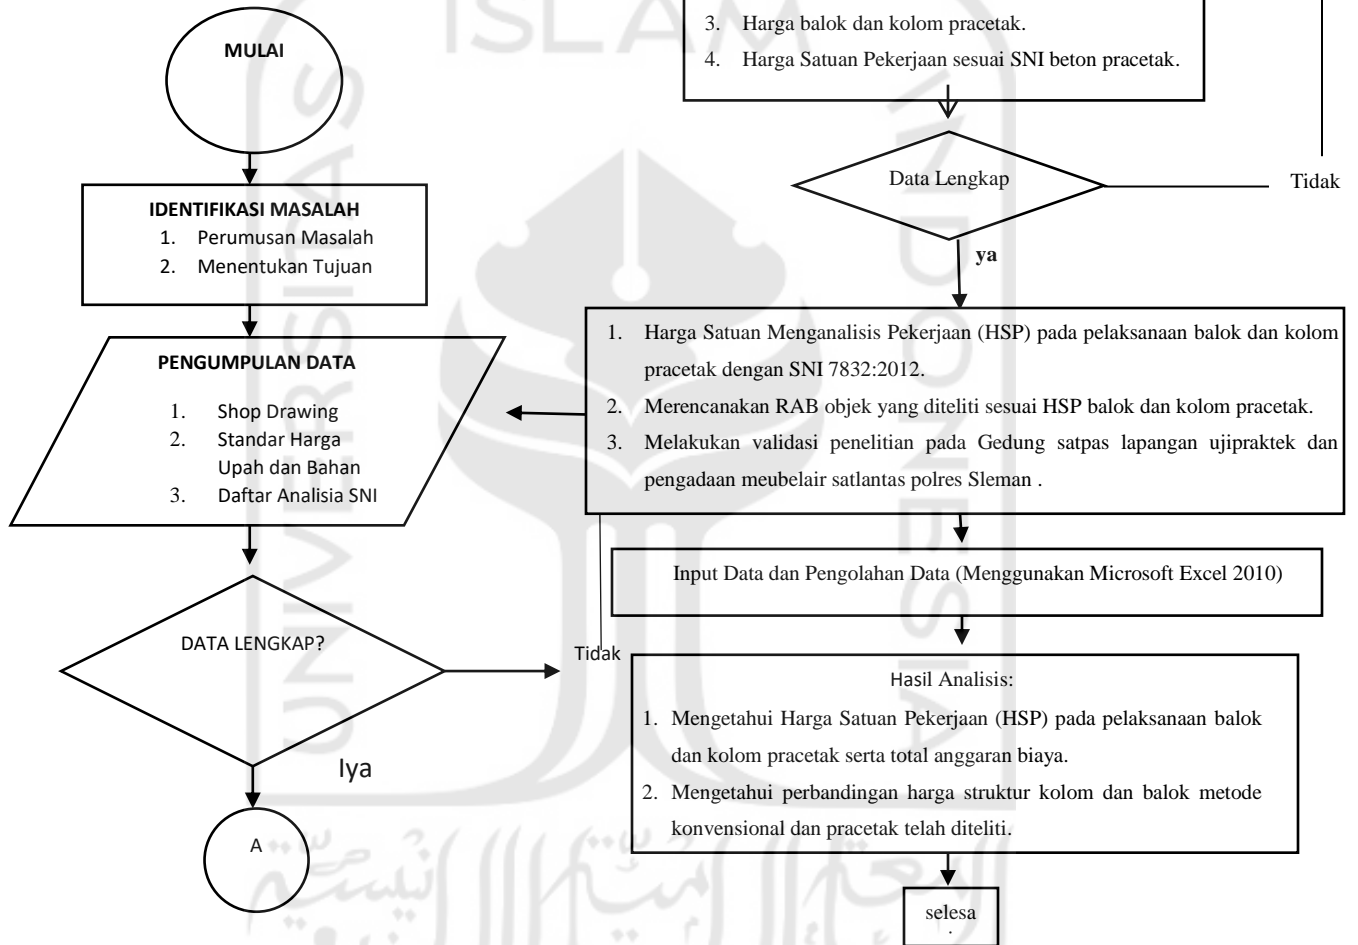 MULAI
IDENTIFIKASI MASALAH
1. Perumusan Masalah
2. Menentukan Tujuan
PENGUMPULAN DATA
1. Shop Drawing
2. Standar Harga
Upah dan Bahan
3. Daftar Analisia SNI
DATA LENGKAP?
Tidak
Iya
A
3. Harga balok dan kolom pracetak.
4. Harga Satuan Pekerjaan sesuai SNI beton pracetak.
Data Lengkap
Tidak
ya
1. Harga Satuan Menganalisis Pekerjaan (HSP) pada pelaksanaan balok dan kolom
pracetak dengan SNI 7832:2012.
2. Merencanakan RAB objek yang diteliti sesuai HSP balok dan kolom pracetak.
3. Melakukan validasi penelitian pada Gedung satpas lapangan ujipraktek dan
pengadaan meubelair satlantas polres Sleman .
Input Data dan Pengolahan Data (Menggunakan Microsoft Excel 2010)
Hasil Analisis:
1. Mengetahui Harga Satuan Pekerjaan (HSP) pada pelaksanaan balok
dan kolom pracetak serta total anggaran biaya.
2. Mengetahui perbandingan harga struktur kolom dan balok metode
konvensional dan pracetak telah diteliti.
selesa
ISLAM
UNIVERSITAS
INDONESIA